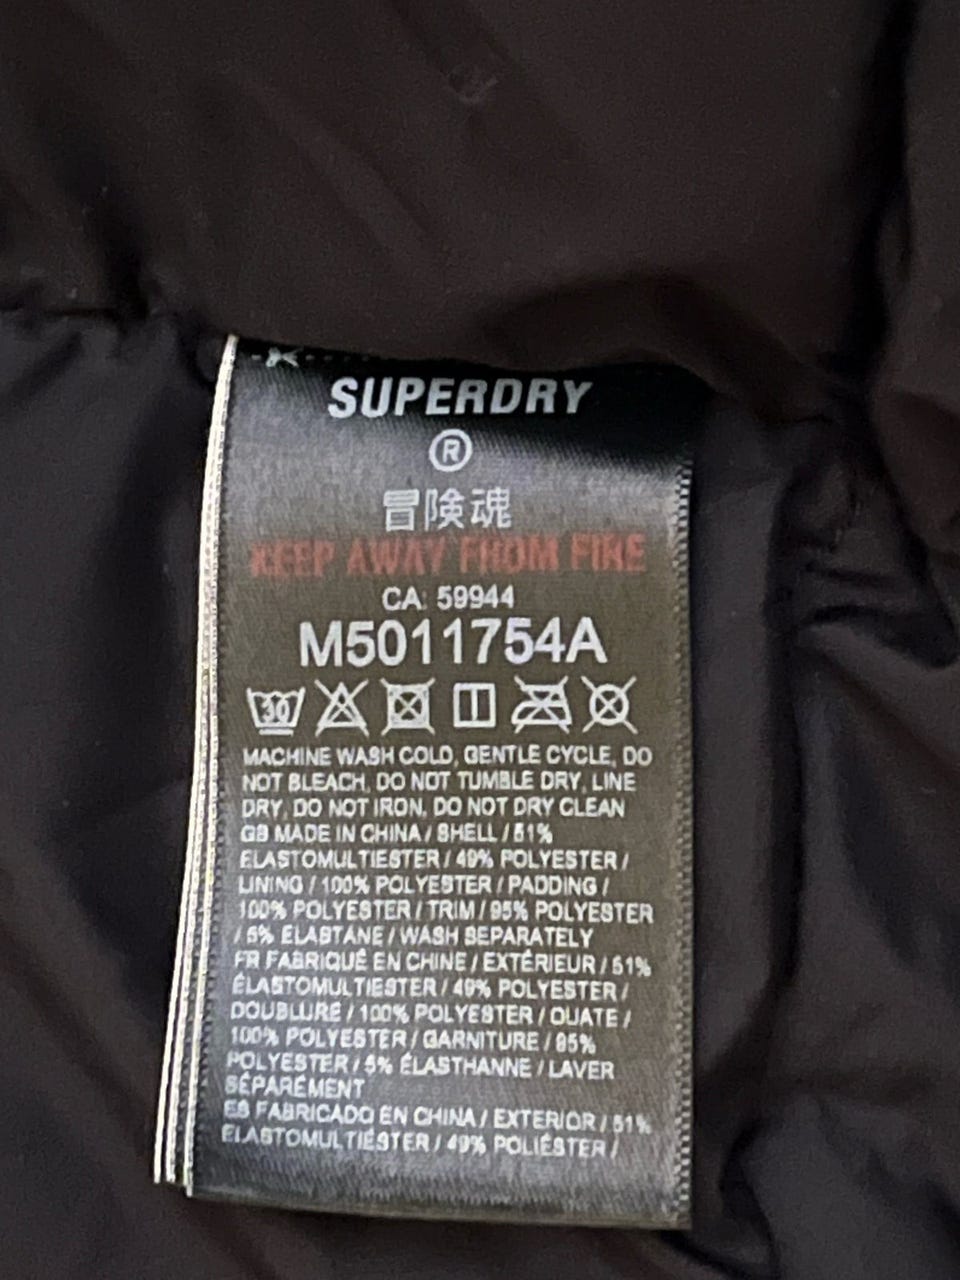 SUPERDRY
®
冒険魂
KEEP AWAY FROM FIRE
CA: 59944
M5011754A
30
MACHINE WASH COLD, GENTLE CYCLE, DO
NOT BLEACH, DO NOT TUMBLE DRY, LINE
DRY, DO NOT IRON, DO NOT DRY CLEAN
GB MADE IN CHINA / SHELL / 51%
ELASTOMULTIESTER / 49% POLYESTER /
LINING / 100% POLYESTER / PADDING /
100% POLYESTER / TRIM / 95% POLYESTER
/ 5% ELASTANE / WASH SEPARATELY
FR FABRIQUÉ EN CHINE / EXTÉRIEUR / 51%
ÉLASTOMULTIESTER / 49% POLYESTER /
DOUBLURE / 100% POLYESTER / OUATE /
100% POLYESTER / GARNITURE / 95%
POLYESTER / 5% ÉLASTHANNE / LAVER
SÉPARÉMENT
ES FABRICADO EN CHINA / EXTERIOR / 51%
ELASTOMULTIÉSTER / 49% POLIÉSTER /